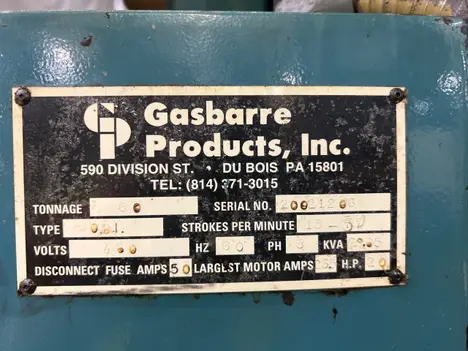 Gasbarre
Products, Inc.
590 DIVISION ST. • DU BOIS PA 15801
TEL: (814) 371-3015
TONNAGE 60 SERIAL NO.
TYPE STROKES PER MINUTE
VOLTS HZ 60 PH 3 KVA
DISCONNECT FUSE AMPS 50 LARGEST MOTOR AMPS H.P. 20